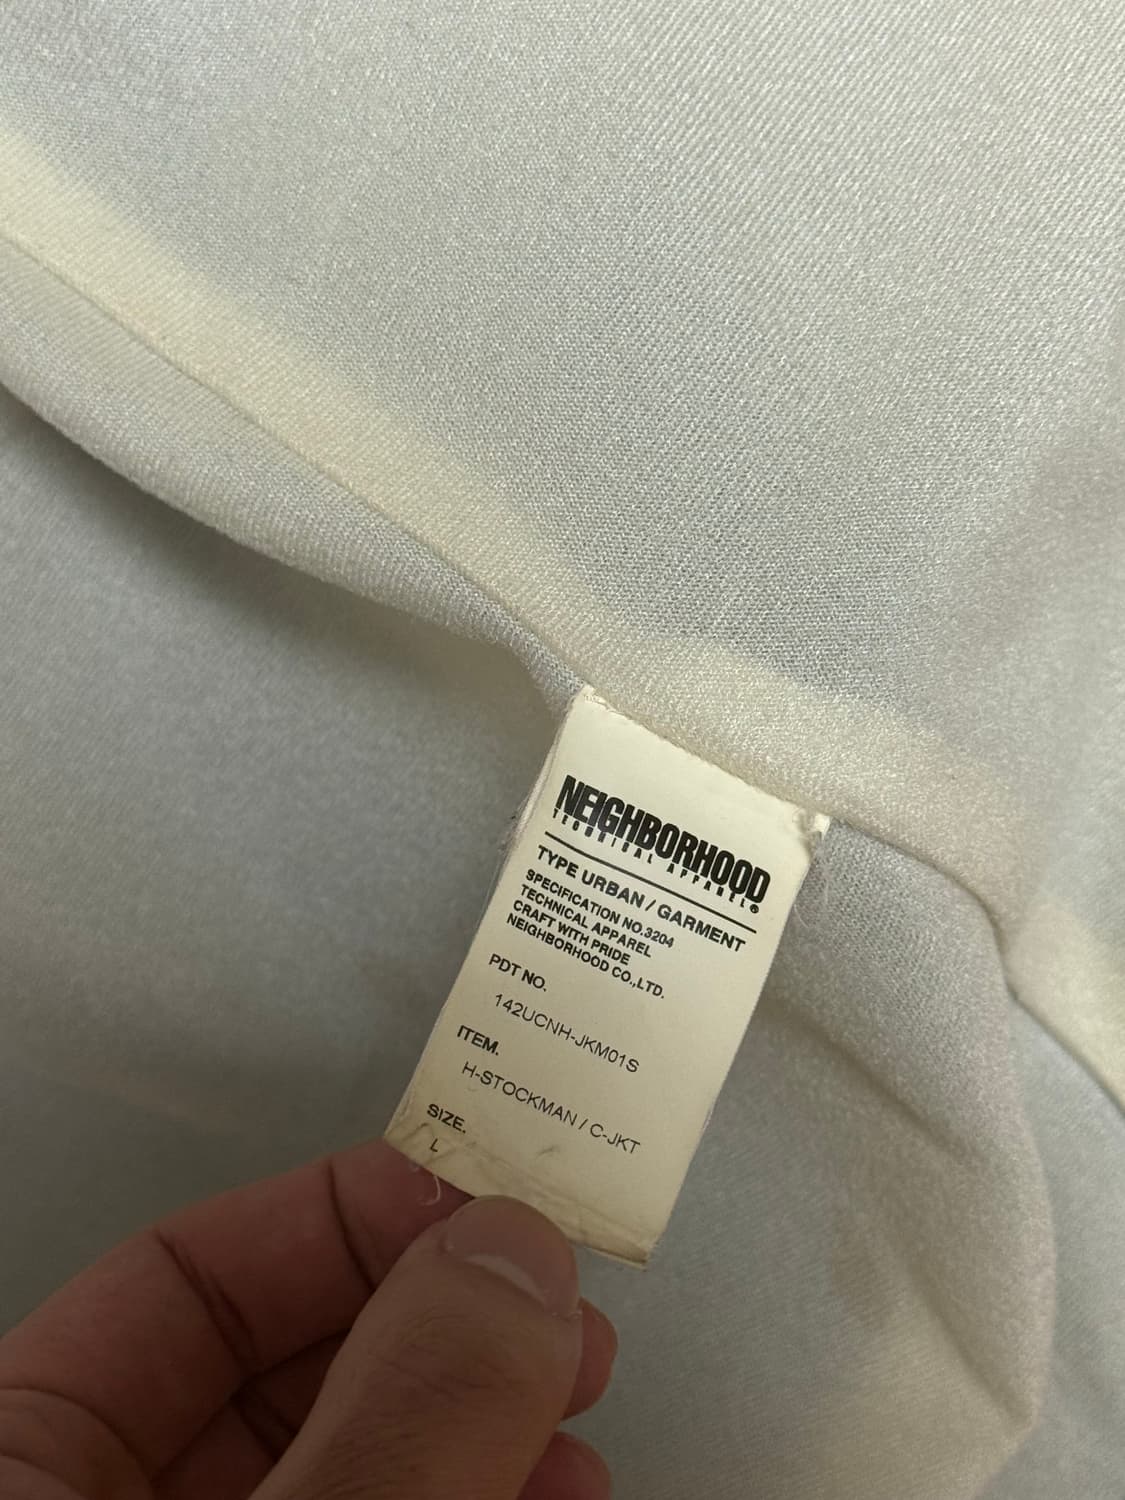 NEIGHBORHOOD
TECHNICAL APPAREL®
TYPE URBAN / GARMENT
SPECIFICATION NO.3204
TECHNICAL APPAREL
CRAFT WITH PRIDE
NEIGHBORHOOD CO.,LTD.
PDT NO.
142UCNH-JKM01S
ITEM.
H-STOCKMAN / C-JKT
SIZE.
L